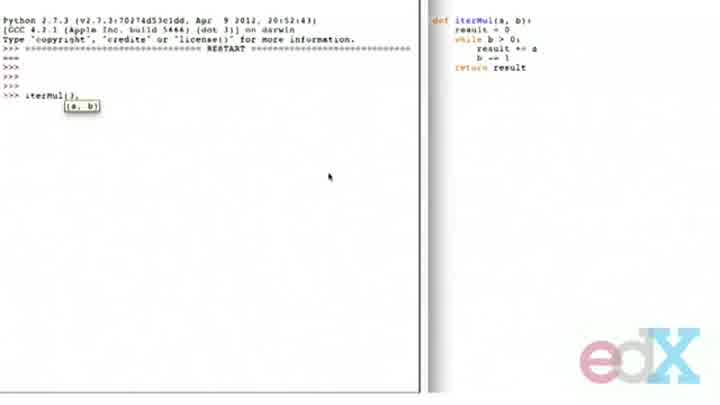 Python 2.7.3 (v2.7.3:70274d53c1dd, Apr  9 2012, 20:52:43)
[GCC 4.2.1 (Apple Inc. build 5666) (dot 3)] on darwin
Type "copyright", "credits" or "license()" for more information.
>>> ================================ RESTART ================================
>>>
>>>
>>>
>>> iterMul(3,
(a, b)
def iterMul(a, b):
result = 0
while b > 0:
result += a
b -= 1
return result
edX